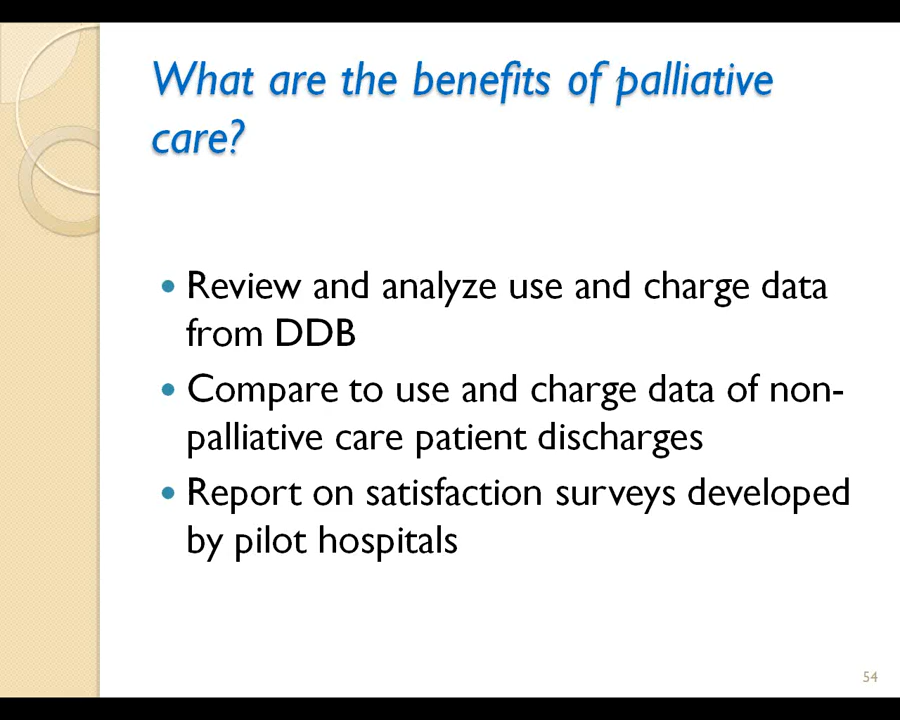 What are the benefits of palliative
care?
• Review and analyze use and charge data
from DDB
• Compare to use and charge data of non-
palliative care patient discharges
• Report on satisfaction surveys developed
by pilot hospitals
54